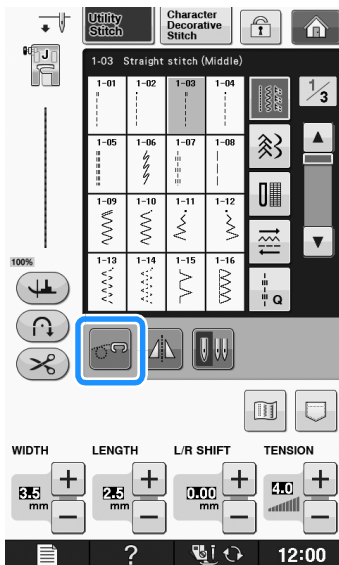 Utility
Stitch
Character
Decorative
Stitch
J
1-03 Straight stitch (Middle)
1-01 1-02 1-03 1-04
1/3
1-05 1-06 1-07 1-08
1-09 1-10 1-11 1-12
1-13 1-14 1-15 1-16
Q
100%
WIDTH LENGTH L/R SHIFT TENSION
3.5 mm + − 2.5 mm + − 0.00 mm + − 4.0 + −
? 12:00